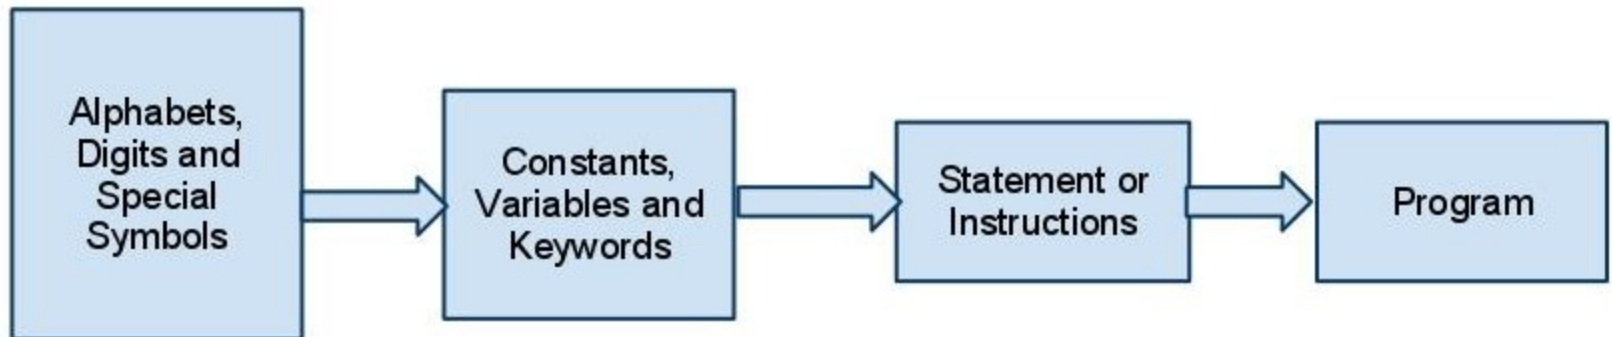 Alphabets,
Digits and
Special
Symbols
Constants,
Variables and
Keywords
Statement or
Instructions
Program